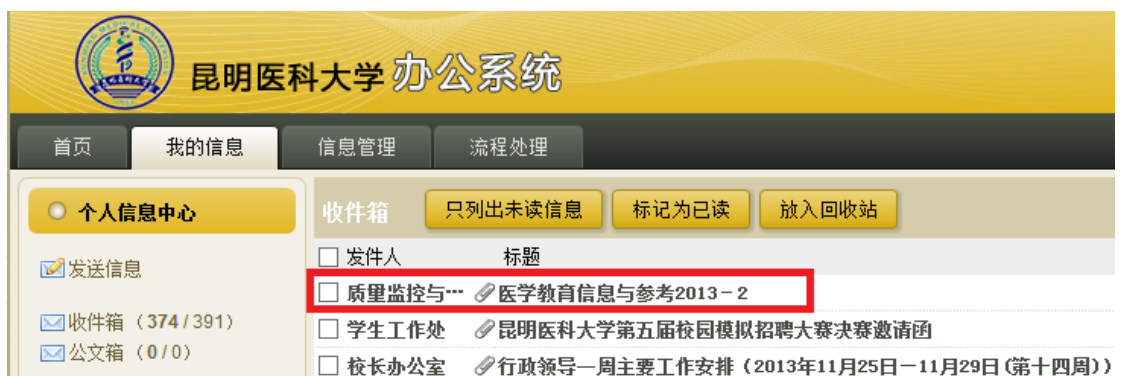 昆明医科大学 办公系统
首页 我的信息 信息管理 流程处理
个人信息中心
收件箱 只列出未读信息 标记为已读 放入回收站
发件人 标题
发送信息
质量监控与… 医学教育信息与参考2013-2
收件箱 (374/391)
学生工作处 昆明医科大学第五届校园模拟招聘大赛决赛邀请函
公文箱 (0/0)
校长办公室 行政领导一周主要工作安排(2013年11月25日-11月29日(第十四周))